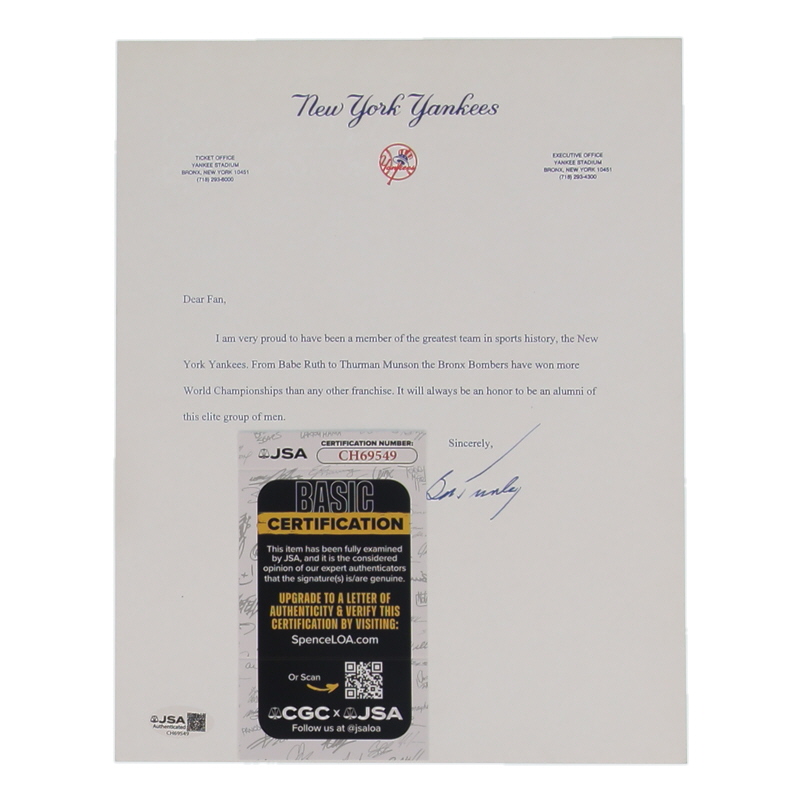 New York Yankees
TICKET OFFICE
YANKEE STADIUM
BRONX, NEW YORK 10451
(718) 293-6000
Yankees
EXECUTIVE OFFICE
YANKEE STADIUM
BRONX, NEW YORK 10451
(718) 293-4300
Dear Fan,
I am very proud to have been a member of the greatest team in sports history, the New
York Yankees. From Babe Ruth to Thurman Munson the Bronx Bombers have won more
World Championships than any other franchise. It will always be an honor to be an alumni of
this elite group of men.
Sincerely,
Bob Turley
JSA
CERTIFICATION NUMBER:
CH69549
BASIC
CERTIFICATION
This item has been fully examined
by JSA, and it is the considered
opinion of our expert authenticators
that the signature(s) is/are genuine.
UPGRADE TO A LETTER OF
AUTHENTICITY & VERIFY THIS
CERTIFICATION BY VISITING:
SpenceLOA.com
Or Scan
CGC x JSA
Follow us at @jsaloa
JSA
Authenticated
CH69549